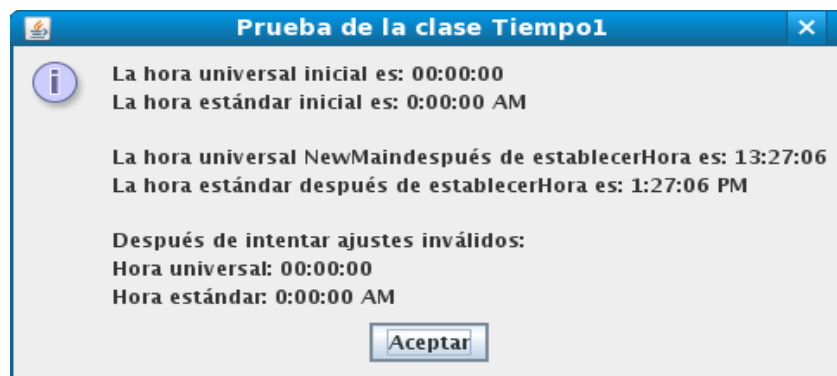 Prueba de la clase Tiempo1
La hora universal inicial es: 00:00:00
La hora estándar inicial es: 0:00:00 AM
La hora universal NewMaindespués de establecerHora es: 13:27:06
La hora estándar después de establecerHora es: 1:27:06 PM
Después de intentar ajustes inválidos:
Hora universal: 00:00:00
Hora estándar: 0:00:00 AM
Aceptar